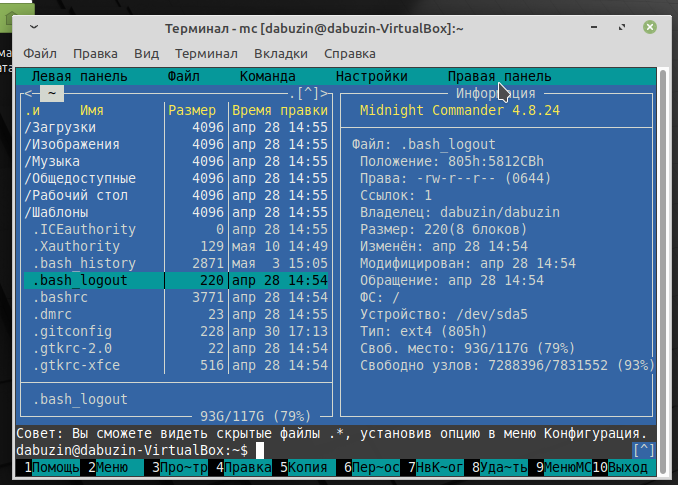 Терминал - mc [dabuzin@dabuzin-VirtualBox]:~
Файл Правка Вид Терминал Вкладки Справка
Левая панель Файл Команда Настройки Правая панель
<─ ~ .[^]> Информация
.и Имя Размер Время правки Midnight Commander 4.8.24
/Загрузки 4096 апр 28 14:55
/Изображения 4096 апр 28 14:55 Файл: .bash_logout
/Музыка 4096 апр 28 14:55 Положение: 805h:5812CBh
/Общедоступные 4096 апр 28 14:55 Права: -rw-r--r-- (0644)
/Рабочий стол 4096 апр 28 14:55 Ссылок: 1
/Шаблоны 4096 апр 28 14:55 Владелец: dabuzin/dabuzin
.ICEauthority 0 апр 28 14:55 Размер: 220(8 блоков)
.Xauthority 129 мая 10 14:49 Изменён: апр 28 14:54
.bash_history 2871 мая 3 15:05 Модифицирован: апр 28 14:54
.bash_logout 220 апр 28 14:54 Обращение: апр 28 14:54
.bashrc 3771 апр 28 14:54 ФС: /
.dmrc 23 апр 28 14:55 Устройство: /dev/sda5
.gitconfig 228 апр 30 17:13 Тип: ext4 (805h)
.gtkrc-2.0 22 апр 28 14:54 Своб. место: 93G/117G (79%)
.gtkrc-xfce 516 апр 28 14:54 Свободно узлов: 7288396/7831552 (93%)
.bash_logout
93G/117G (79%)
Совет: Вы сможете видеть скрытые файлы .*, установив опцию в меню Конфигурация.
dabuzin@dabuzin-VirtualBox:~$ [^]
1Помощь 2Меню 3Про~тр 4Правка 5Копия 6Пер~ос 7НвК~ог 8Уда~ть 9МенюМС 10Выход